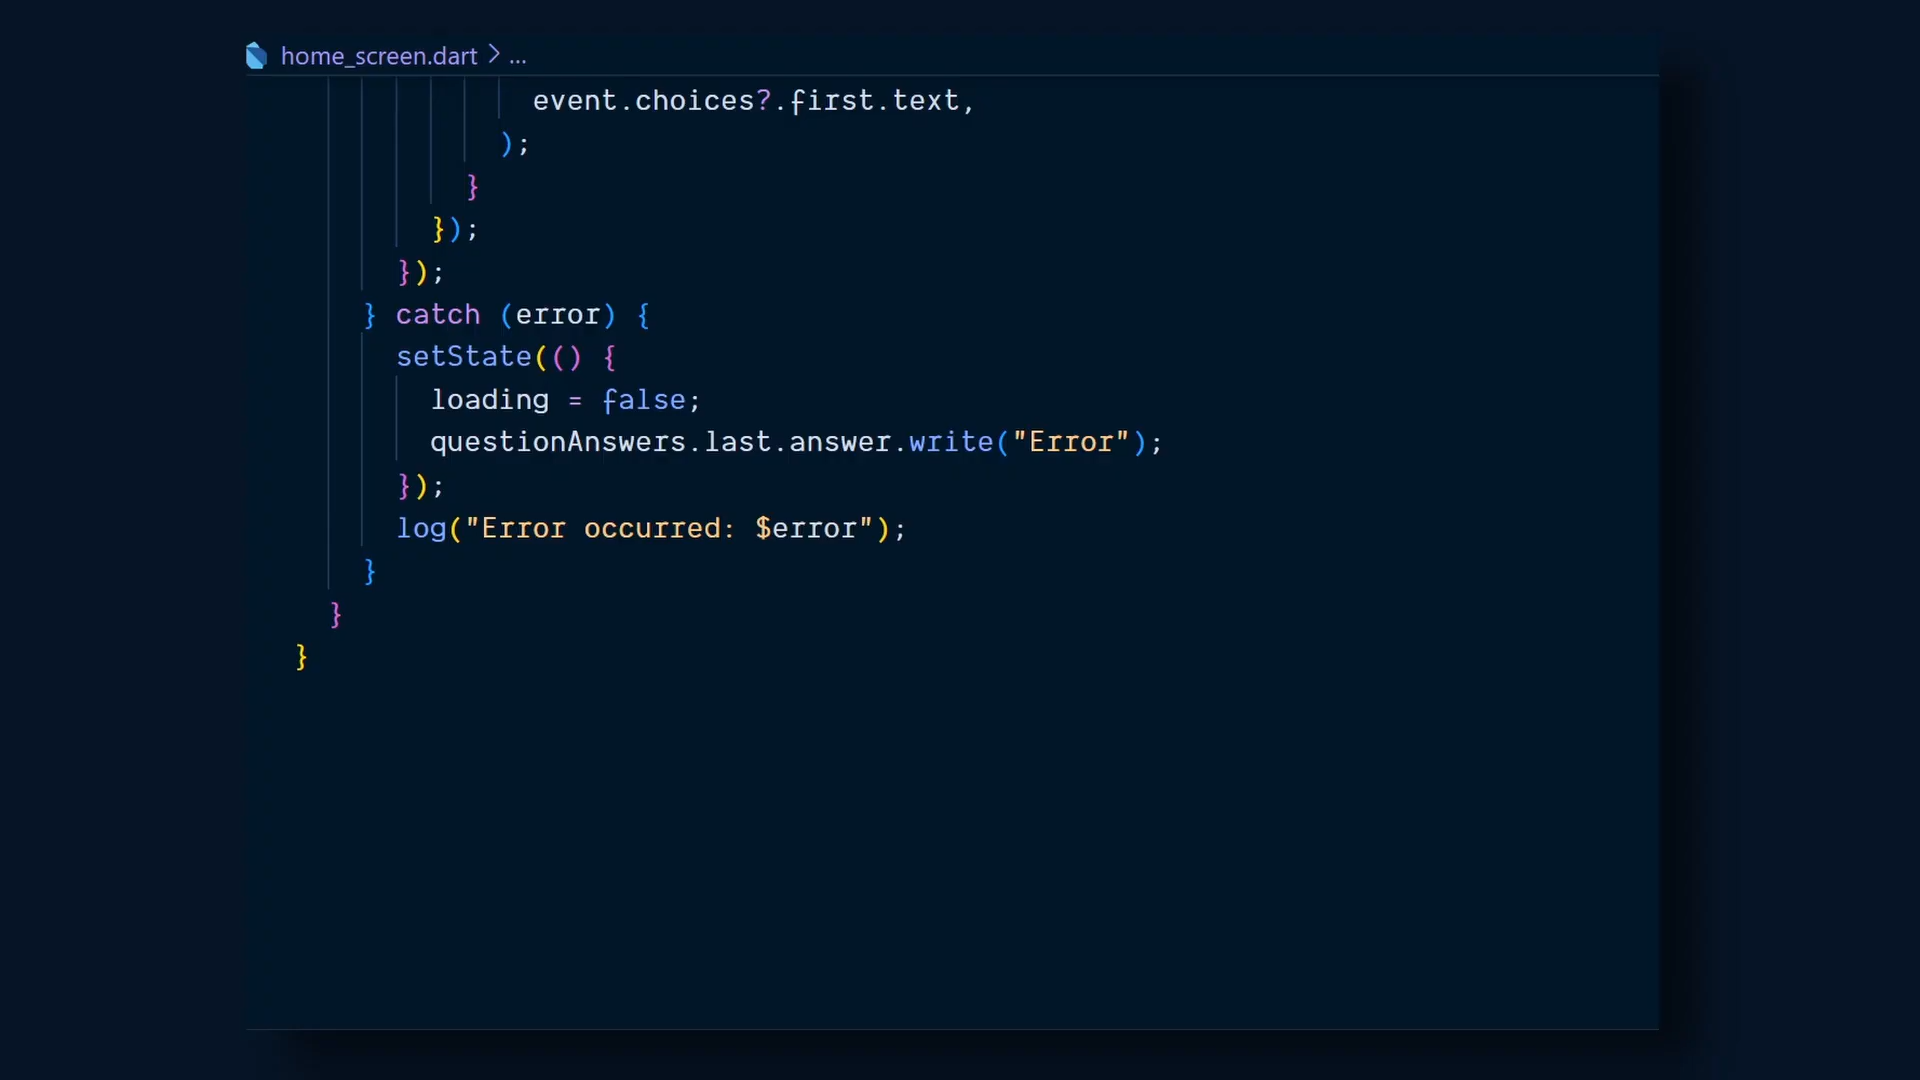 home_screen.dart > ...
event.choices?.first.text,
);
}
});
});
} catch (error) {
setState(() {
loading = false;
questionAnswers.last.answer.write("Error");
});
log("Error occurred: $error");
}
}
}